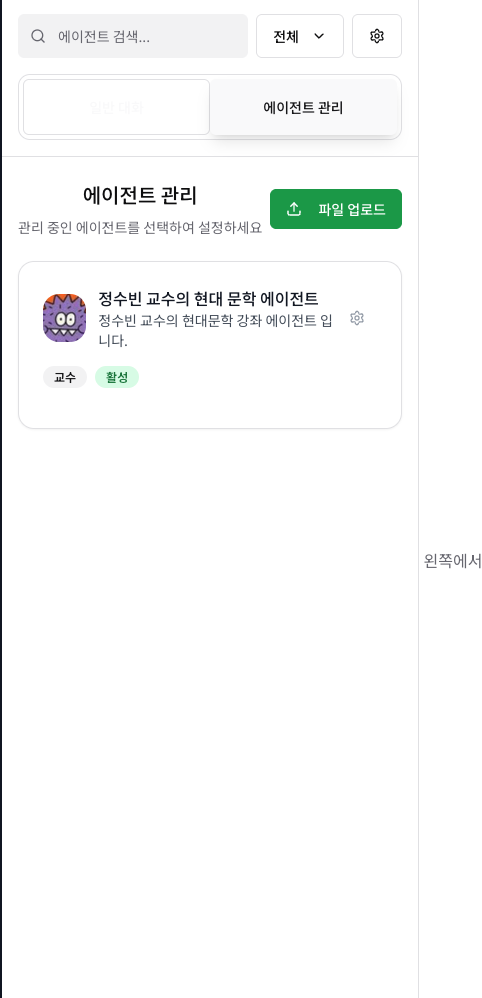 에이전트 검색...
전체
일반 대화
에이전트 관리
에이전트 관리
관리 중인 에이전트를 선택하여 설정하세요
파일 업로드
정수빈 교수의 현대 문학 에이전트
정수빈 교수의 현대문학 강좌 에이전트 입
니다.
교수
활성
왼쪽에서